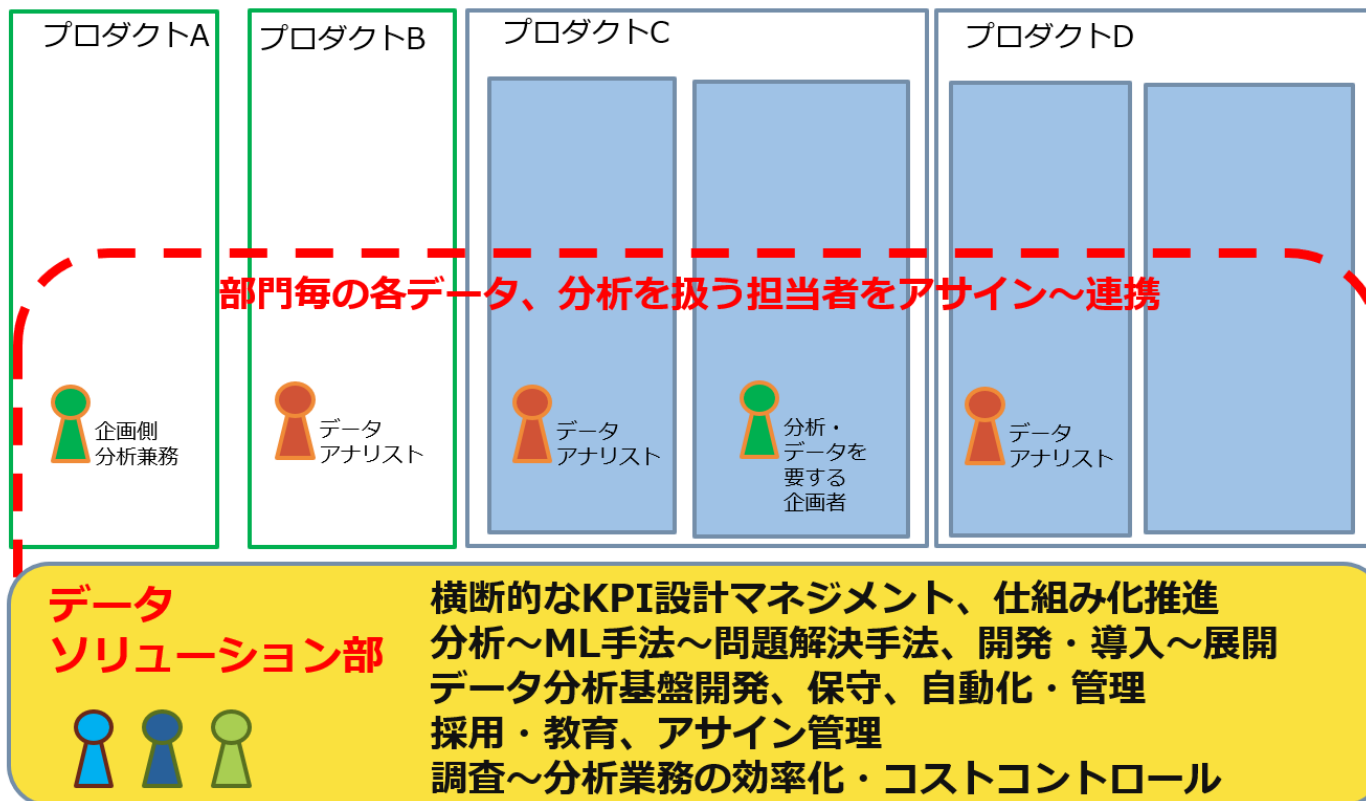 プロダクトA
プロダクトB
プロダクトC
プロダクトD
部門毎の各データ、分析を扱う担当者をアサイン～連携
企画側
分析兼務
データ
アナリスト
データ
アナリスト
分析・
データを
要する
企画者
データ
アナリスト
データ
ソリューション部
横断的なKPI設計マネジメント、仕組み化推進
分析～ML手法～問題解決手法、開発・導入～展開
データ分析基盤開発、保守、自動化・管理
採用・教育、アサイン管理
調査～分析業務の効率化・コストコントロール